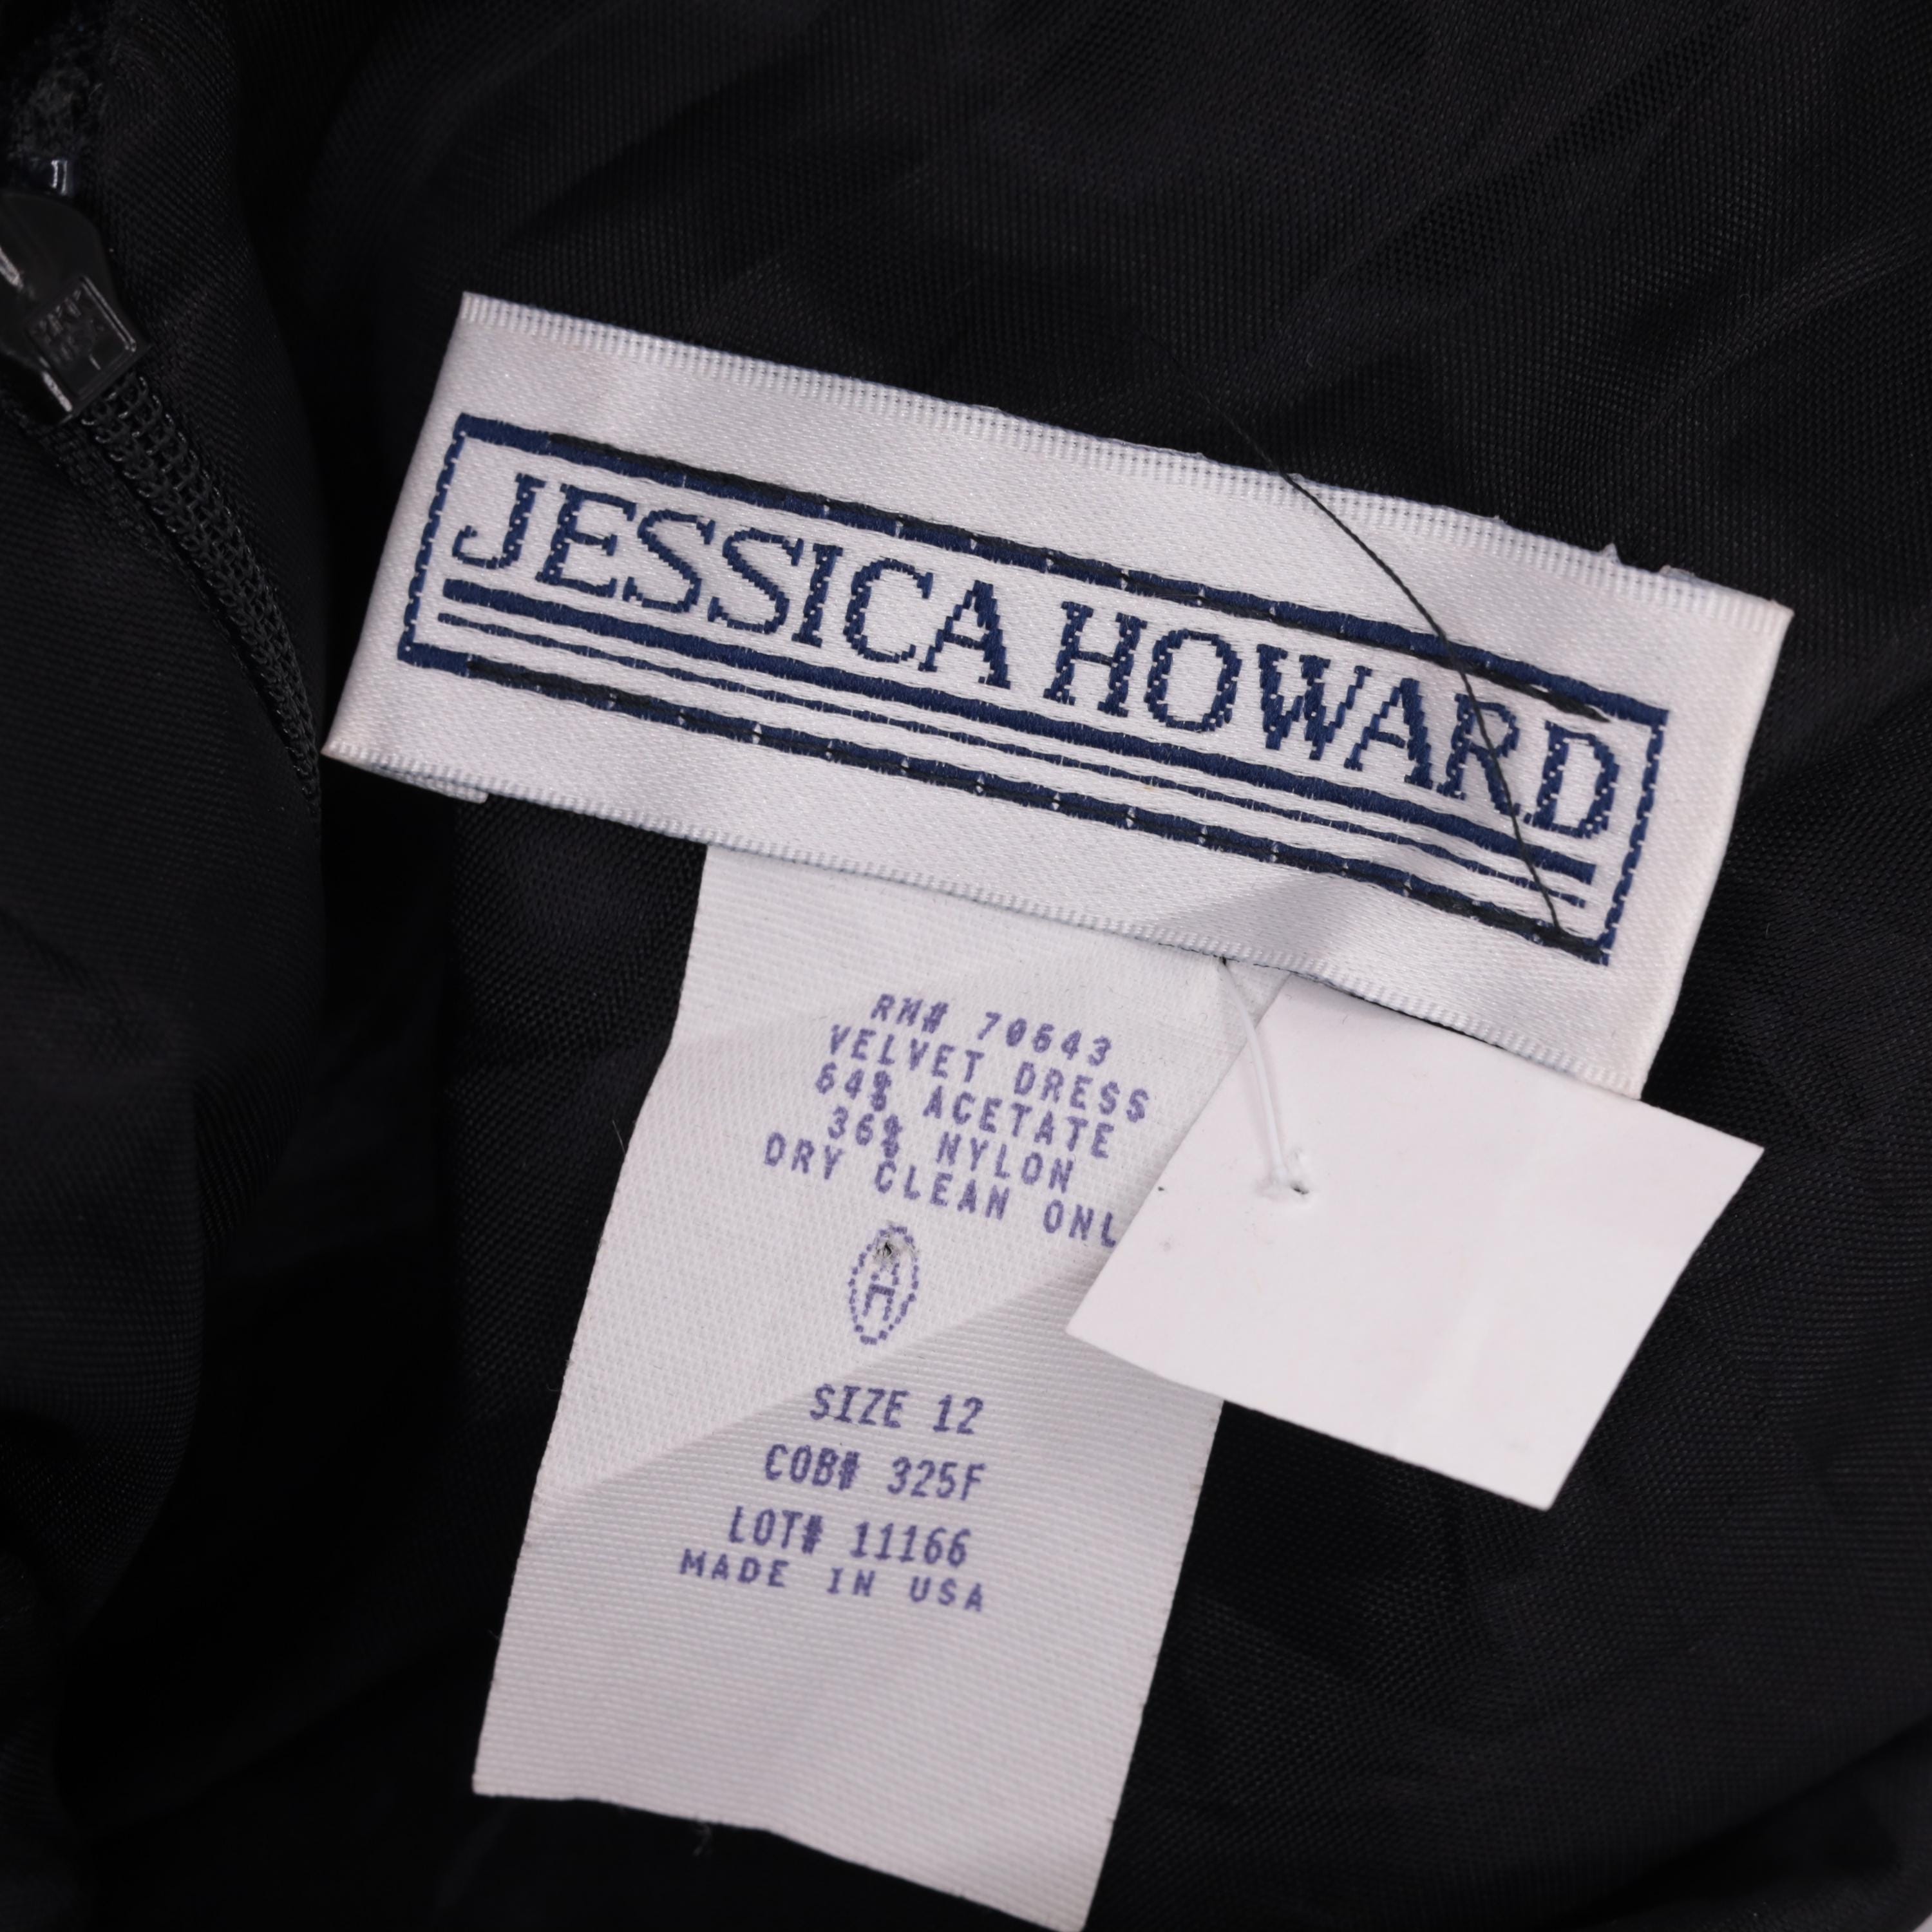 JESSICA HOWARD
RN# 70643
VELVET DRESS
64% ACETATE
36% NYLON
DRY CLEAN ONL
A
SIZE 12
COB# 325F
LOT# 11166
MADE IN USA